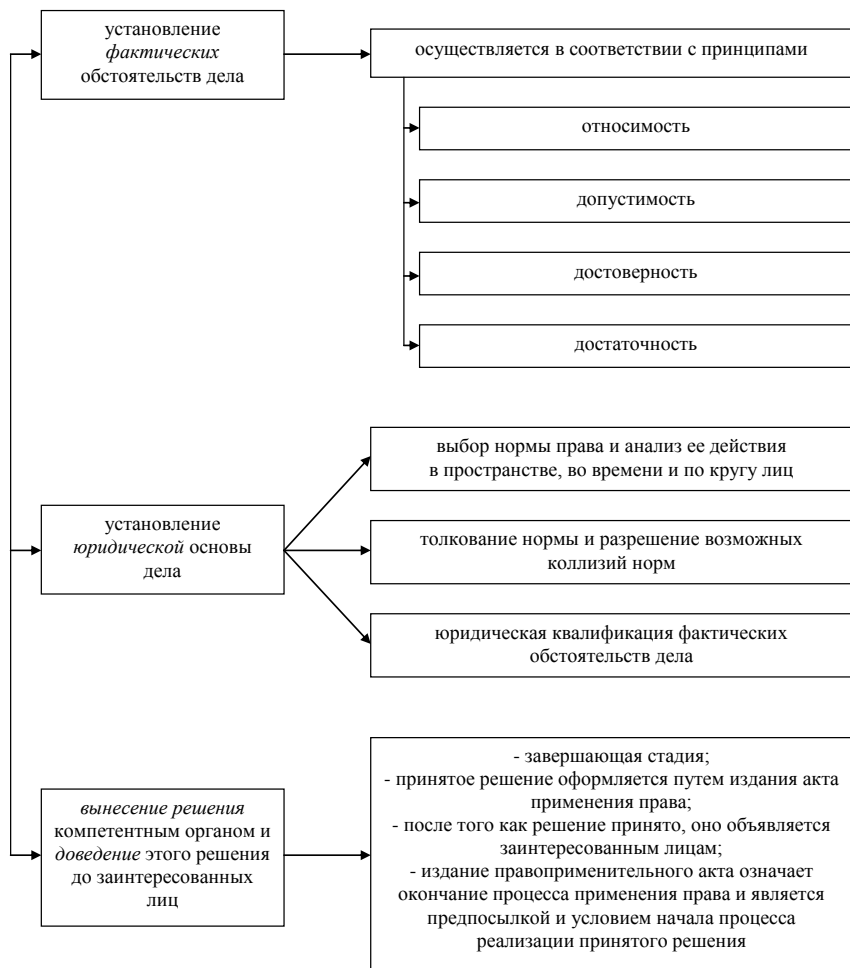 установление
фактических
обстоятельств дела
осуществляется в соответствии с принципами
относимость
допустимость
достоверность
достаточность
установление
юридической основы
дела
выбор нормы права и анализ ее действия
в пространстве, во времени и по кругу лиц
толкование нормы и разрешение возможных
коллизий норм
юридическая квалификация фактических
обстоятельств дела
вынесение решения
компетентным органом и
доведение этого решения
до заинтересованных
лиц
- завершающая стадия;
- принятое решение оформляется путем издания акта
применения права;
- после того как решение принято, оно объявляется
заинтересованным лицам;
- издание правоприменительного акта означает
окончание процесса применения права и является
предпосылкой и условием начала процесса
реализации принятого решения